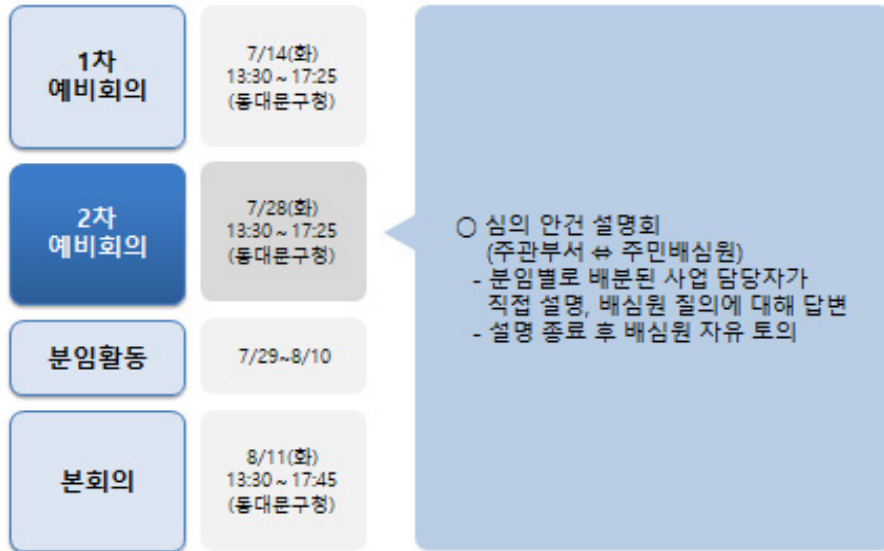 1차
예비회의
7/14(화)
13:30 ~ 17:25
(동대문구청)
2차
예비회의
7/28(화)
13:30 ~ 17:25
(동대문구청)
분임활동
7/29~8/10
본회의
8/11(화)
13:30 ~ 17:45
(동대문구청)
○ 심의 안건 설명회
(주관부서 ⇔ 주민배심원)
- 분임별로 배분된 사업 담당자가
직접 설명, 배심원 질의에 대해 답변
- 설명 종료 후 배심원 자유 토의